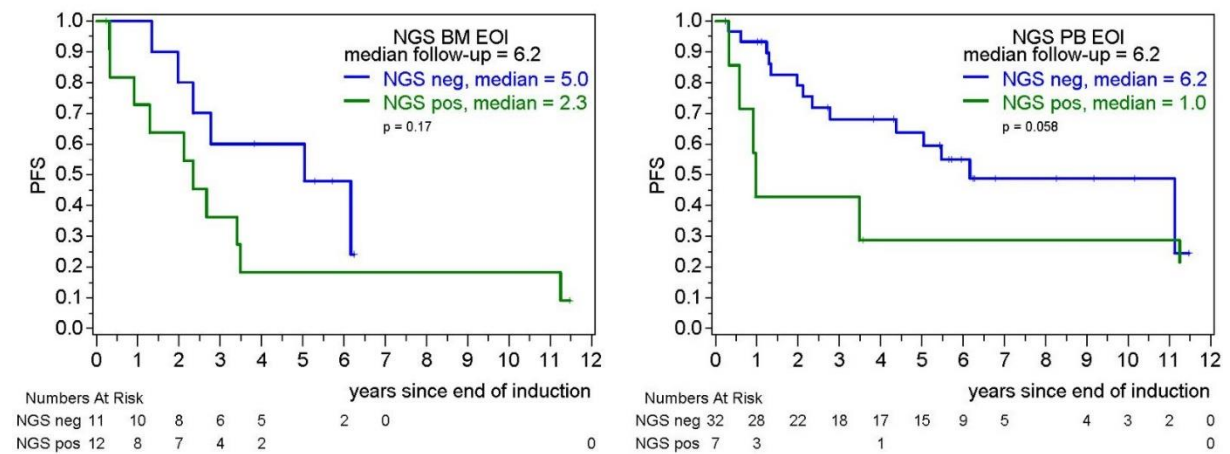 NGS BM EOI
median follow-up = 6.2
NGS neg, median = 5.0
NGS pos, median = 2.3
p = 0.17
PFS
1.0
0.9
0.8
0.7
0.6
0.5
0.4
0.3
0.2
0.1
0.0
0 1 2 3 4 5 6 7 8 9 10 11 12
years since end of induction
Numbers At Risk
NGS neg 11 10 8 6 5 2 0
NGS pos 12 8 7 4 2 0
NGS PB EOI
median follow-up = 6.2
NGS neg, median = 6.2
NGS pos, median = 1.0
p = 0.058
PFS
1.0
0.9
0.8
0.7
0.6
0.5
0.4
0.3
0.2
0.1
0.0
0 1 2 3 4 5 6 7 8 9 10 11 12
years since end of induction
Numbers At Risk
NGS neg 32 28 22 18 17 15 9 5 4 3 2 0
NGS pos 7 3 1 0